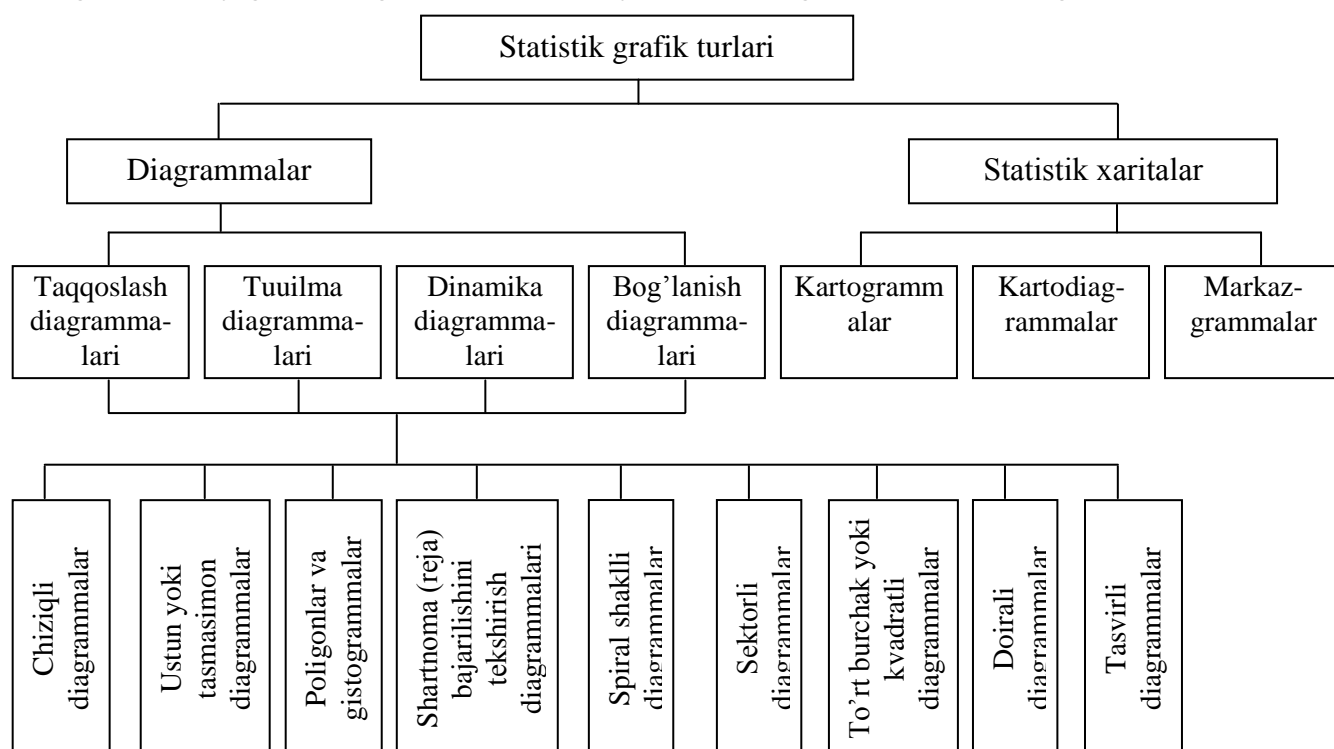 Statistik grafik turlari
Diagrammalar
Statistik xaritalar
Taqqoslash
diagramma-
lari
Tuuilma
diagramma-
lari
Dinamika
diagramma-
lari
Bog’lanish
diagramma-
lari
Kartogramm
alar
Kartodiag-
rammalar
Markaz-
grammalar
Chiziqli
diagrammalar
Ustun yoki
tasmasimon
diagrammalar
Poligonlar va
gistogrammalar
Shartnoma (reja)
bajarilishini
tekshirish
diagrammalari
Spiral shaklli
diagrammalar
Sektorli
diagrammalar
To’rt burchak yoki
kvadratli
diagrammalar
Doirali
diagrammalar
Tasvirli
diagrammalar